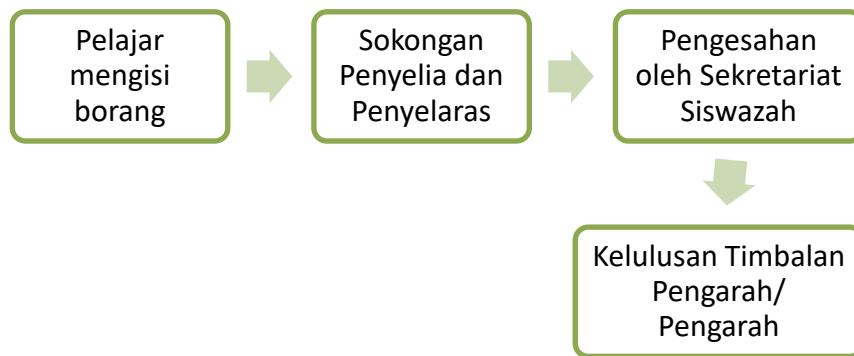 Pelajar
mengisi
borang
Sokongan
Penyelia dan
Penyelaras
Pengesahan
oleh Sekretariat
Siswazah
Kelulusan Timbalan
Pengarah/
Pengarah